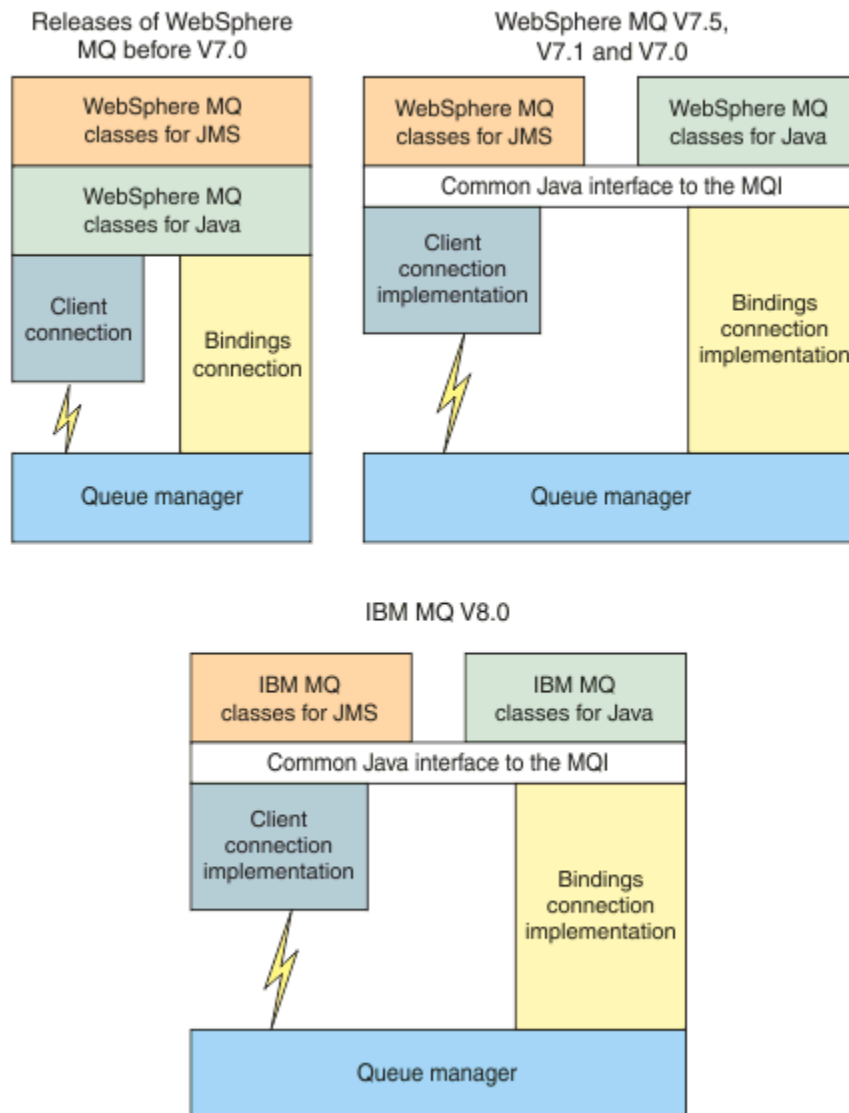 Releases of WebSphere
MQ before V7.0
WebSphere MQ
classes for JMS
WebSphere MQ
classes for Java
Client
connection
Bindings
connection
Queue manager
WebSphere MQ V7.5,
V7.1 and V7.0
WebSphere MQ
classes for JMS
WebSphere MQ
classes for Java
Common Java interface to the MQI
Client
connection
implementation
Bindings
connection
implementation
Queue manager
IBM MQ V8.0
IBM MQ
classes for JMS
IBM MQ
classes for Java
Common Java interface to the MQI
Client
connection
implementation
Bindings
connection
implementation
Queue manager